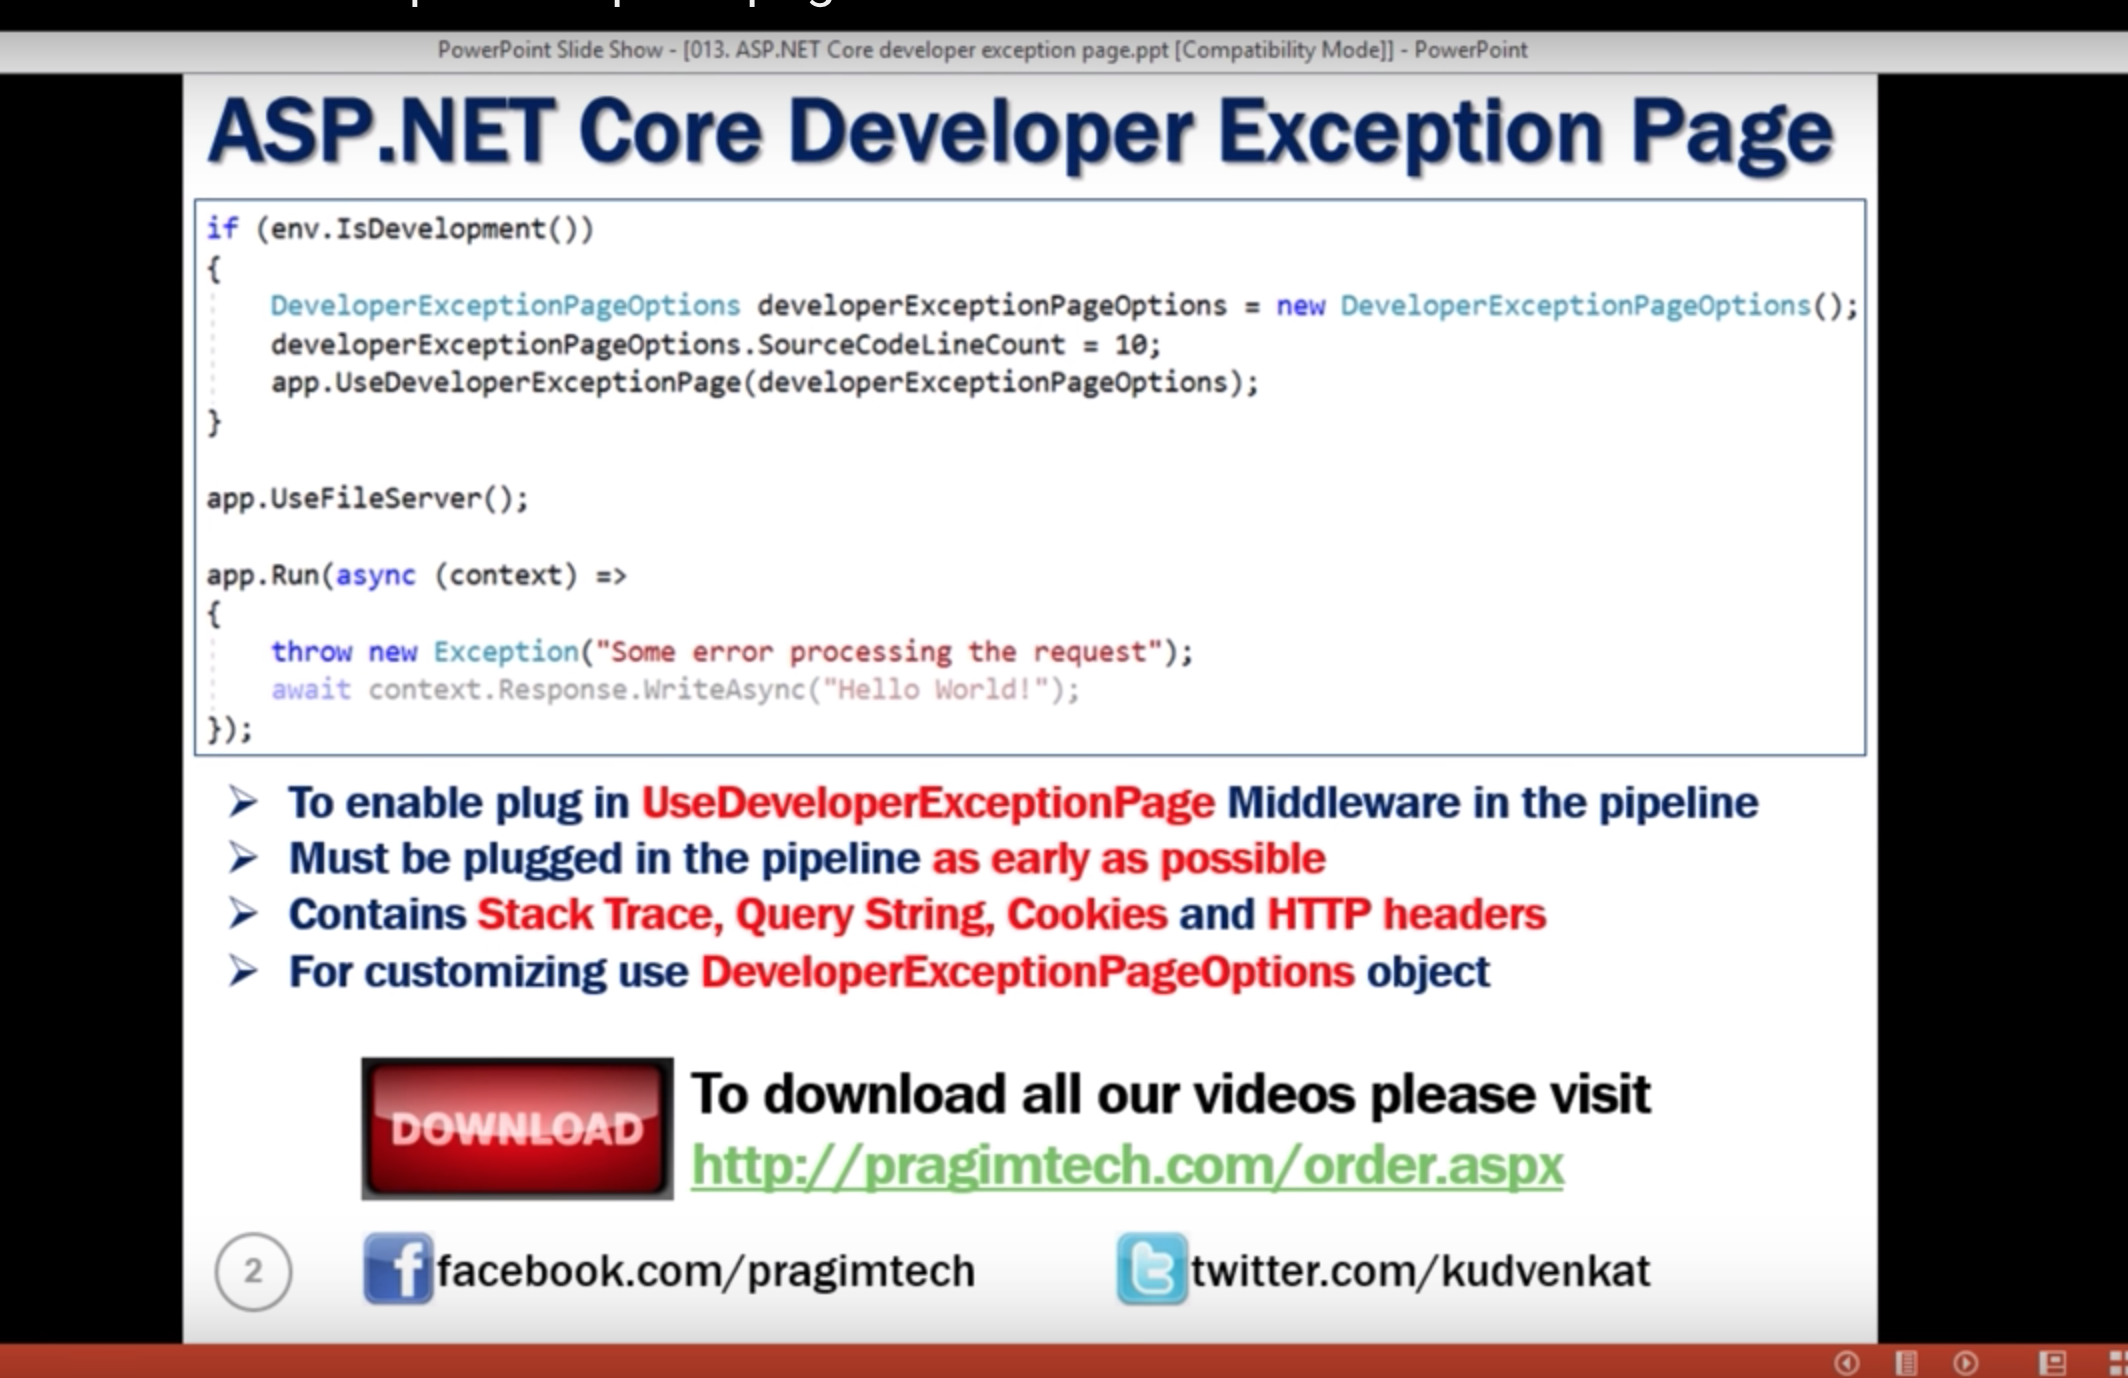 PowerPoint Slide Show - [013. ASP.NET Core developer exception page.ppt [Compatibility Mode]] - PowerPoint
ASP.NET Core Developer Exception Page
if (env.IsDevelopment())
{
    DeveloperExceptionPageOptions developerExceptionPageOptions = new DeveloperExceptionPageOptions();
    developerExceptionPageOptions.SourceCodeLineCount = 10;
    app.UseDeveloperExceptionPage(developerExceptionPageOptions);
}
app.UseFileServer();
app.Run(async (context) =>
{
    throw new Exception("Some error processing the request");
    await context.Response.WriteAsync("Hello World!");
});
➢ To enable plug in UseDeveloperExceptionPage Middleware in the pipeline
➢ Must be plugged in the pipeline as early as possible
➢ Contains Stack Trace, Query String, Cookies and HTTP headers
➢ For customizing use DeveloperExceptionPageOptions object
DOWNLOAD
To download all our videos please visit
http://pragimtech.com/order.aspx
2
facebook.com/pragimtech
twitter.com/kudvenkat